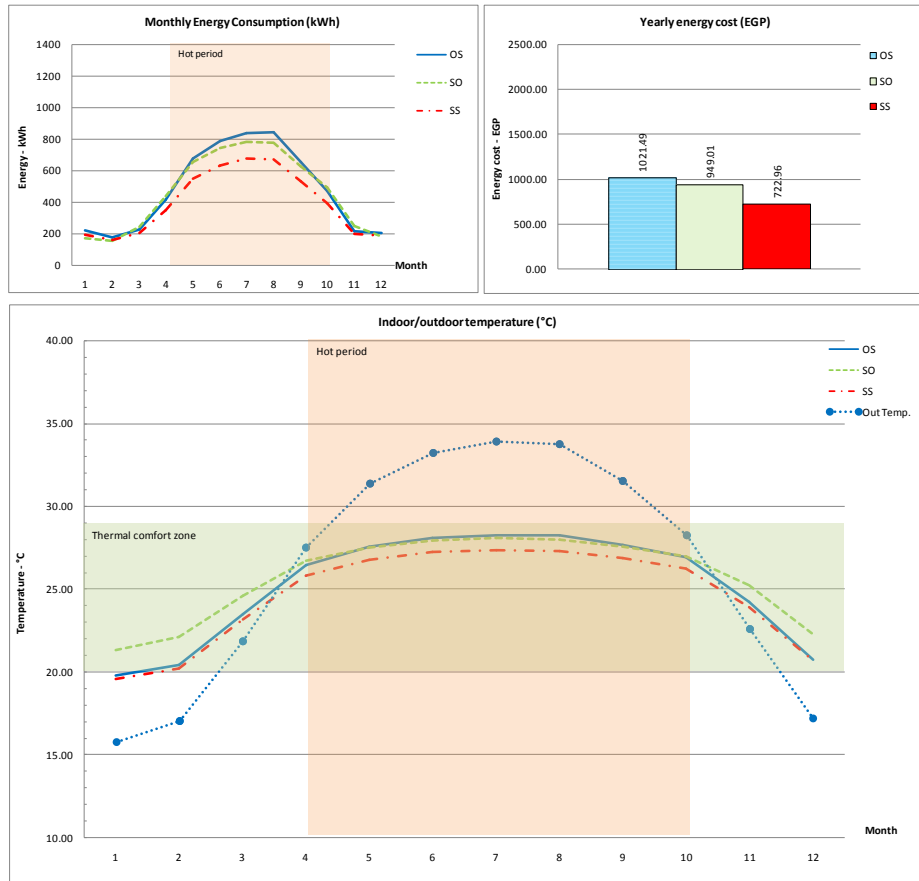 Monthly Energy Consumption (kWh)
1400
1200
1000
800
600
400
200
0
Energy - kWh
Hot period
OS
SO
SS
Month
1 2 3 4 5 6 7 8 9 10 11 12
Yearly energy cost (EGP)
2500.00
2000.00
1500.00
1000.00
500.00
0.00
Energy cost - EGP
1021.49
949.01
722.96
OS
SO
SS
Indoor/outdoor temperature (°C)
40.00
35.00
30.00
25.00
20.00
15.00
10.00
Temperature - °C
Hot period
Thermal comfort zone
OS
SO
SS
Out Temp.
Month
1 2 3 4 5 6 7 8 9 10 11 12